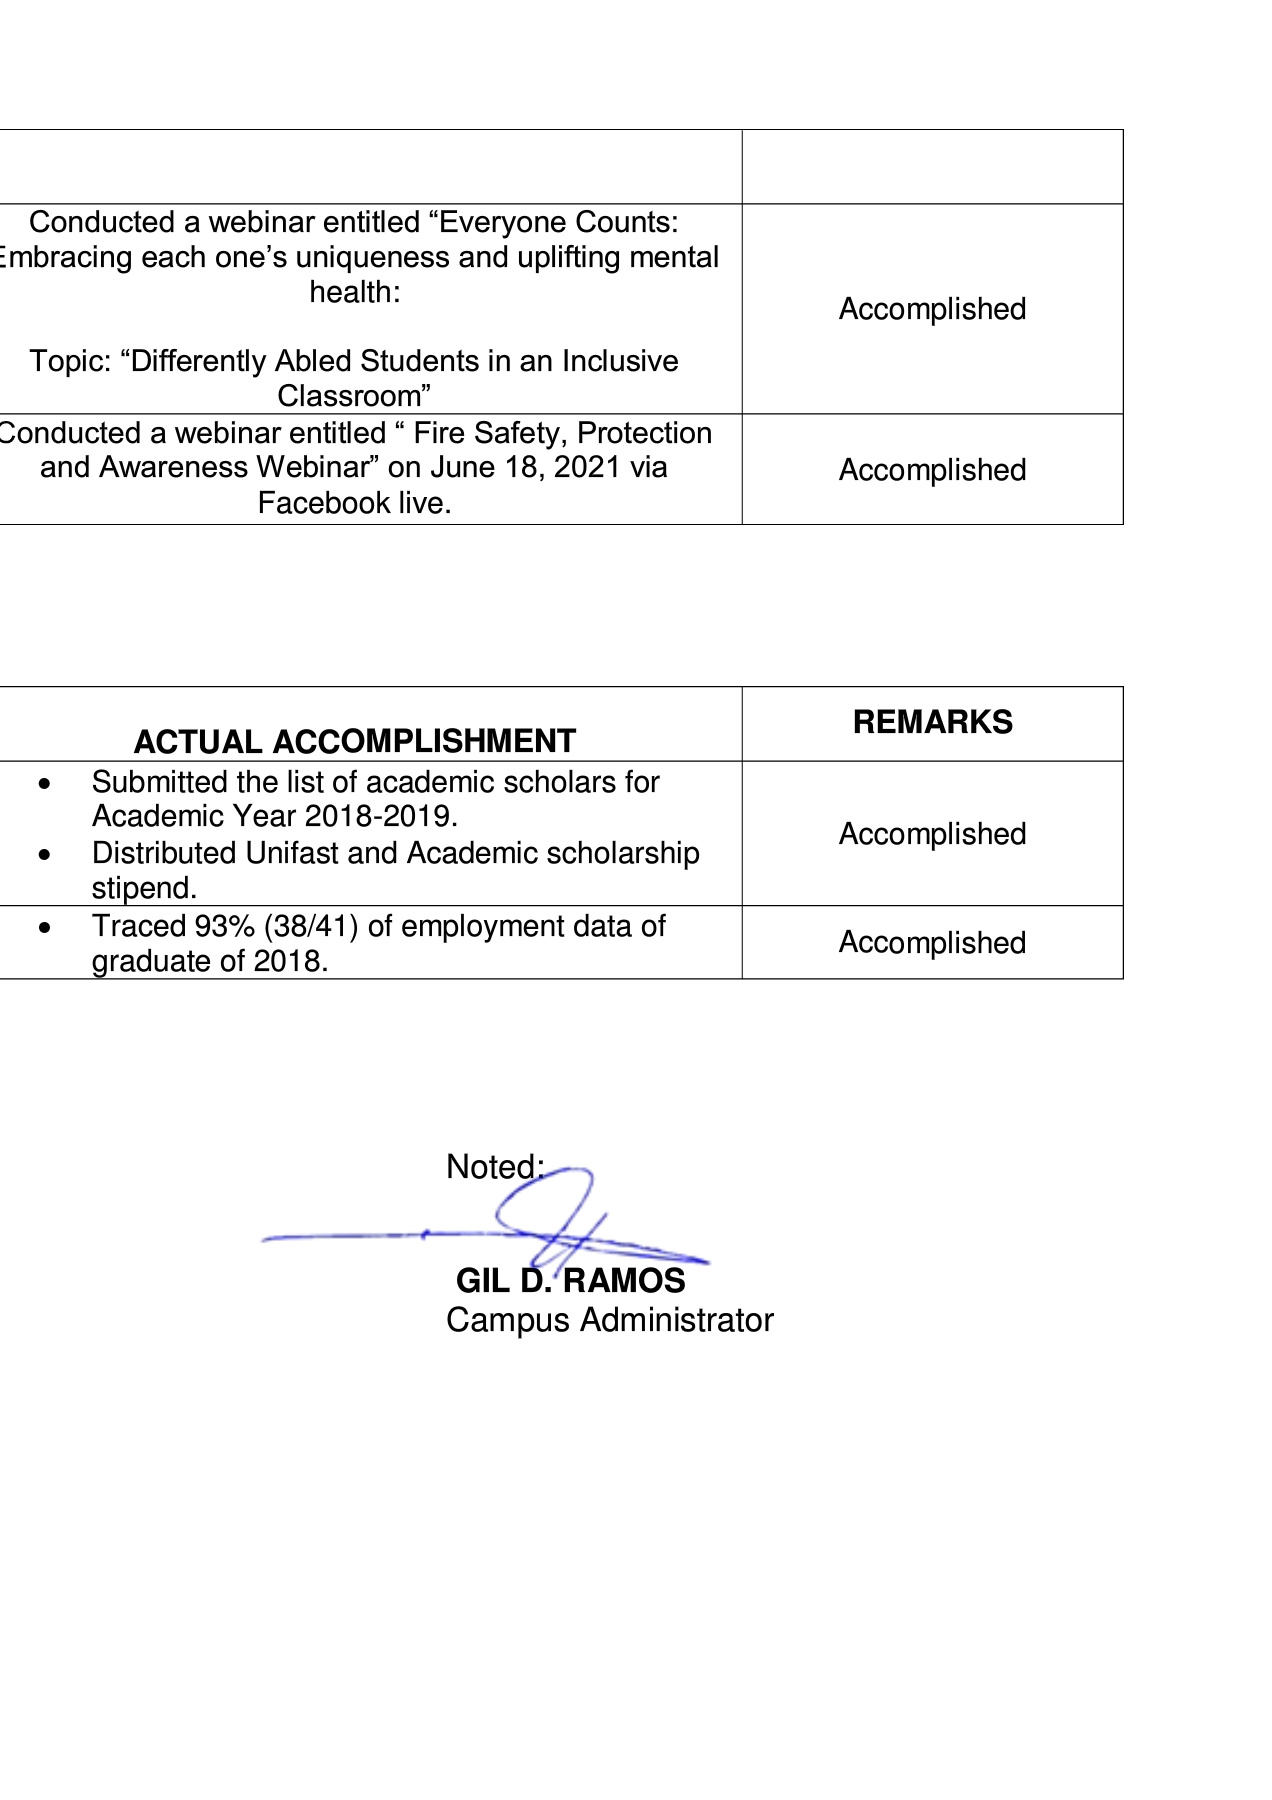 Conducted a webinar entitled “Everyone Counts:
Embracing each one’s uniqueness and uplifting mental
health:
Accomplished
Topic: “Differently Abled Students in an Inclusive
Classroom”
Conducted a webinar entitled “ Fire Safety, Protection
and Awareness Webinar” on June 18, 2021 via
Facebook live.
Accomplished
ACTUAL ACCOMPLISHMENT
REMARKS
• Submitted the list of academic scholars for
Academic Year 2018-2019.
• Distributed Unifast and Academic scholarship
stipend.
Accomplished
• Traced 93% (38/41) of employment data of
graduate of 2018.
Accomplished
Noted:
GIL D. RAMOS
Campus Administrator